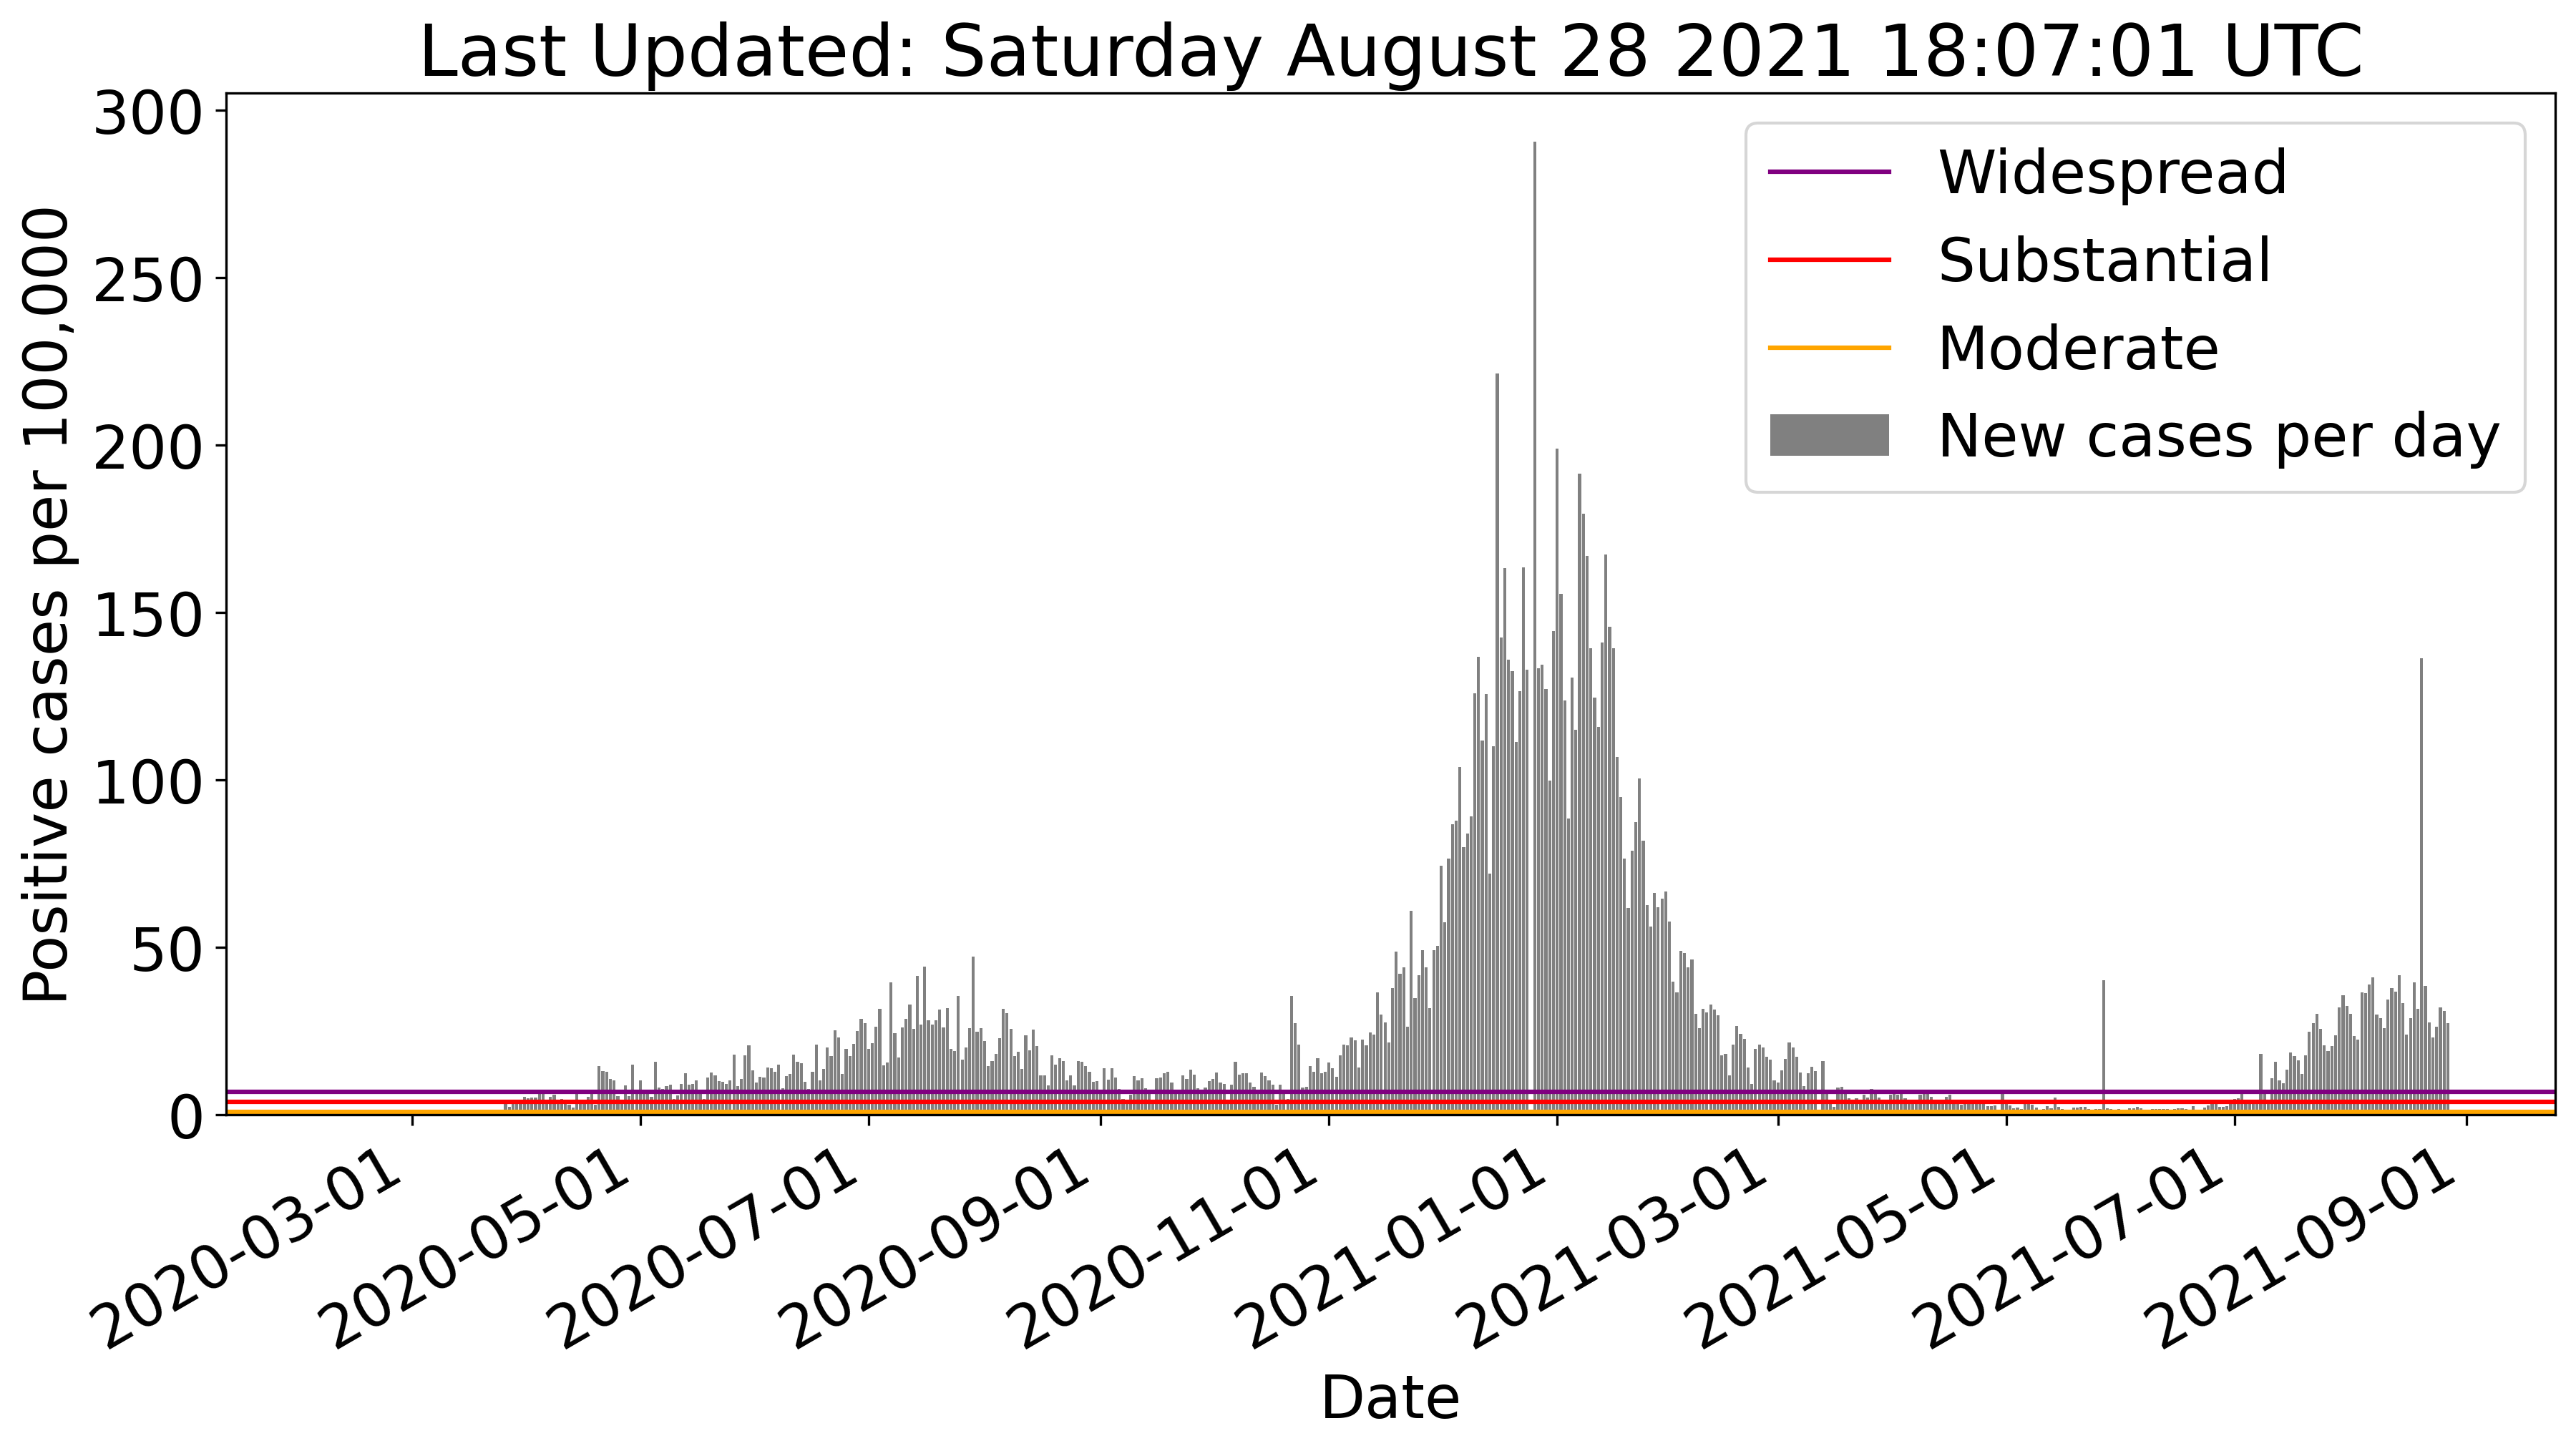 Last Updated: Saturday August 28 2021 18:07:01 UTC
Positive cases per 100,000
300
250
200
150
100
50
0
Widespread
Substantial
Moderate
New cases per day
2020-03-01
2020-05-01
2020-07-01
2020-09-01
2020-11-01
2021-01-01
2021-03-01
2021-05-01
2021-07-01
2021-09-01
Date